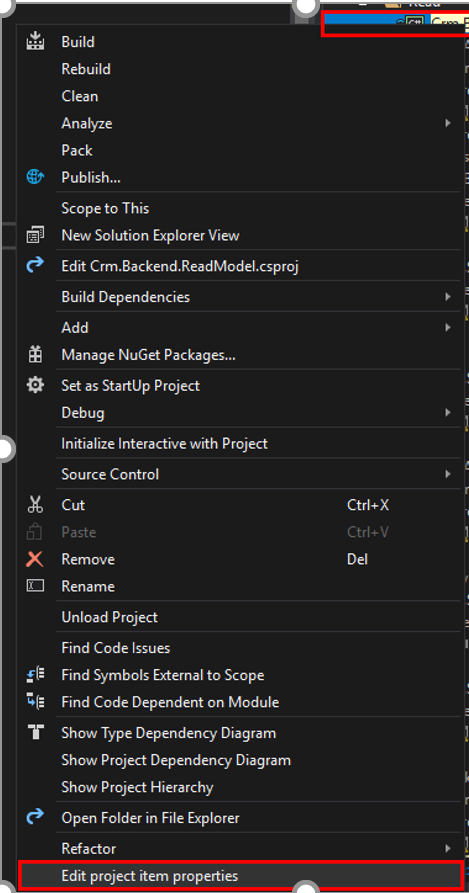 Read
C#
Build
Rebuild
Clean
Analyze
Pack
Publish...
Scope to This
New Solution Explorer View
Edit Crm.Backend.ReadModel.csproj
Build Dependencies
Add
Manage NuGet Packages...
Set as StartUp Project
Debug
Initialize Interactive with Project
Source Control
Cut Ctrl+X
Paste Ctrl+V
Remove Del
Rename
Unload Project
Find Code Issues
Find Symbols External to Scope
Find Code Dependent on Module
Show Type Dependency Diagram
Show Project Dependency Diagram
Show Project Hierarchy
Open Folder in File Explorer
Refactor
Edit project item properties